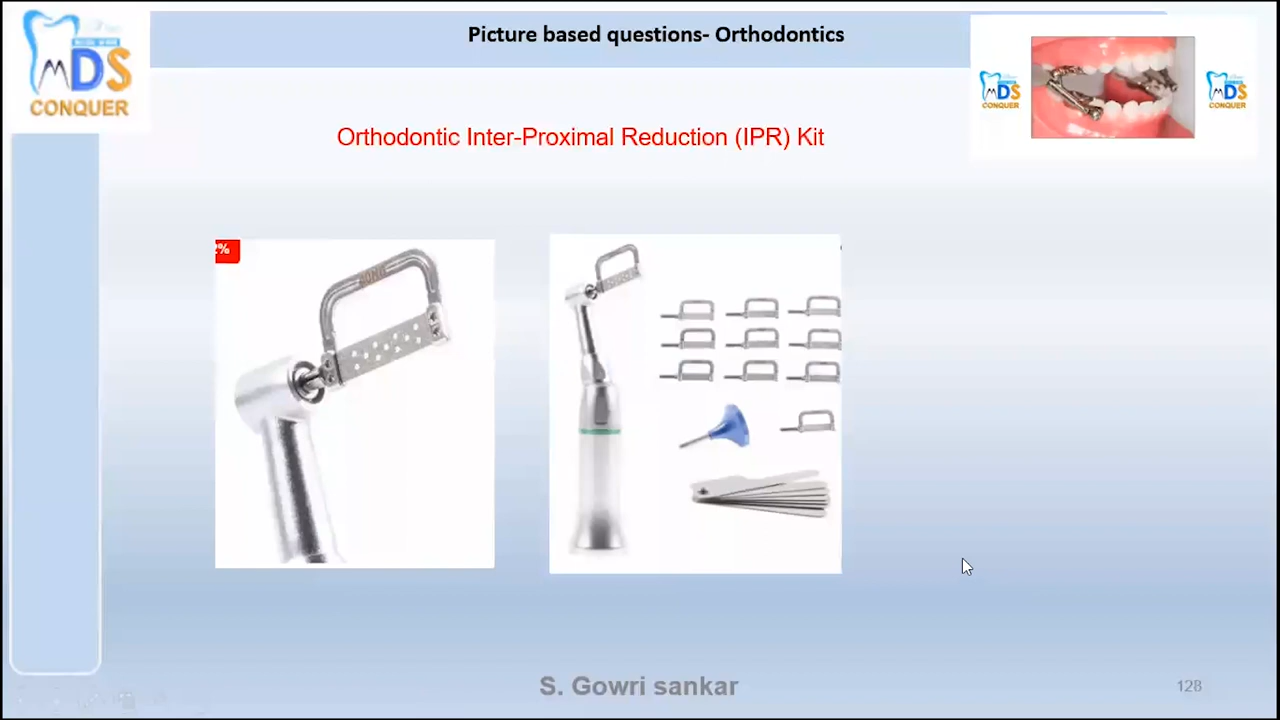 Picture based questions- Orthodontics
MDS
CONQUER
MDS
CONQUER
MDS
CONQUER
Orthodontic Inter-Proximal Reduction (IPR) Kit
2%
S. Gowri sankar
128